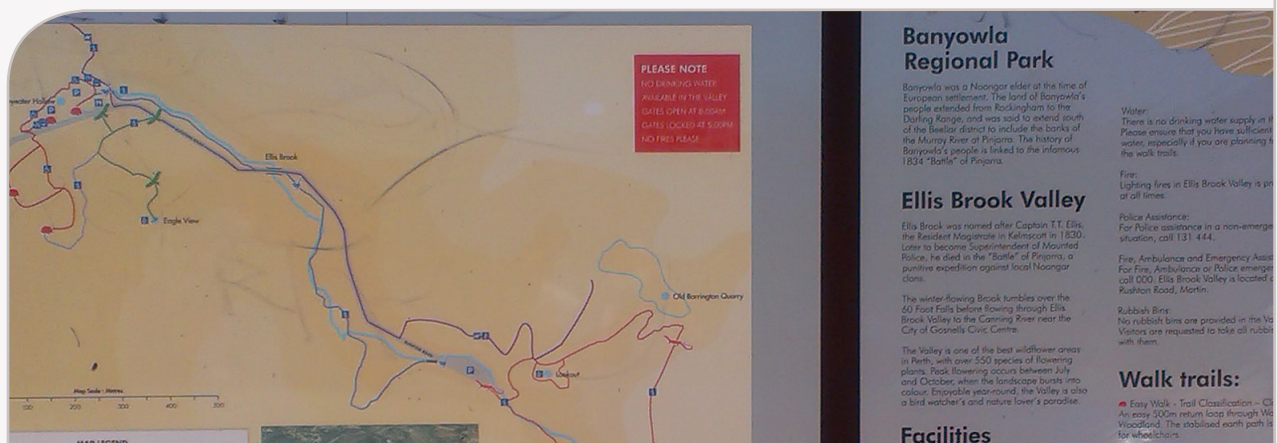 PLEASE NOTE
NO DRINKING WATER
AVAILABLE IN THE VALLEY
GATES OPEN AT 8:00AM
GATES LOCKED AT 5:00PM
NO FIRES PLEASE
Ellis Brook
Eagle View
Old Barrington Quarry
Lookout
Map Scale - Metres
100 200 300 400 500
MAP LEGEND
Banyowla
Regional Park
Banyowla was a Noongar elder at the time of
European settlement. The land of Banyowla's
people extended from Rockingham to the
Darling Range, and was said to extend south
of the Beeliar district to include the banks of
the Murray River at Pinjarra. The history of
Banyowla's people is linked to the infamous
1834 "Battle" of Pinjarra.
Ellis Brook Valley
Ellis Brook was named after Captain T.T. Ellis,
the Resident Magistrate in Kelmscott in 1830.
Later to become Superintendent of Mounted
Police, he died in the "Battle" of Pinjarra, a
punitive expedition against local Noongar
clans.
The winter-flowing Brook tumbles over the
60 Foot Falls before flowing through Ellis
Brook Valley to the Canning River near the
City of Gosnells Civic Centre.
The Valley is one of the best wildflower areas
in Perth, with over 550 species of flowering
plants. Peak flowering occurs between July
and October, when the landscape bursts into
colour. Enjoyable year-round, the Valley is also
a bird watcher's and nature lover's paradise.
Facilities
Water:
There is no drinking water supply in
Please ensure that you have sufficient
water, especially if you are planning
the walk trails.
Fire:
Lighting fires in Ellis Brook Valley is
at all times.
Police Assistance:
For Police assistance in a non-emerge
situation, call 131 444.
Fire, Ambulance and Emergency Assis
For Fire, Ambulance or Police emerge
call 000. Ellis Brook Valley is located
Rushton Road, Martin.
Rubbish Bins:
No rubbish bins are provided in the Va
Visitors are requested to take all rubbis
with them.
Walk trails:
Easy Walk - Trail Classification -
An easy 500m return loop through
Woodland. The stabilised earth path is
for wheelchairs.